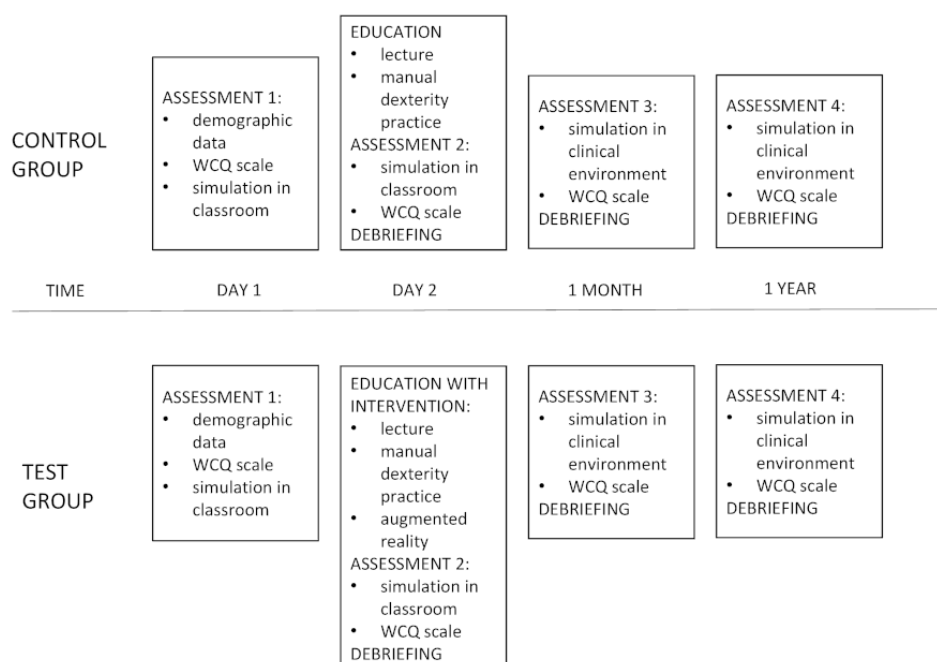 CONTROL
GROUP
ASSESSMENT 1:
• demographic
data
• WCQ scale
• simulation in
classroom
EDUCATION
• lecture
• manual
dexterity
practice
ASSESSMENT 2:
• simulation in
classroom
• WCQ scale
DEBRIEFING
ASSESSMENT 3:
• simulation in
clinical
environment
• WCQ scale
DEBRIEFING
ASSESSMENT 4:
• simulation in
clinical
environment
• WCQ scale
DEBRIEFING
TIME DAY 1 DAY 2 1 MONTH 1 YEAR
TEST
GROUP
ASSESSMENT 1:
• demographic
data
• WCQ scale
• simulation in
classroom
EDUCATION WITH
INTERVENTION:
• lecture
• manual
dexterity
practice
• augmented
reality
ASSESSMENT 2:
• simulation in
classroom
• WCQ scale
DEBRIEFING
ASSESSMENT 3:
• simulation in
clinical
environment
• WCQ scale
DEBRIEFING
ASSESSMENT 4:
• simulation in
clinical
environment
• WCQ scale
DEBRIEFING